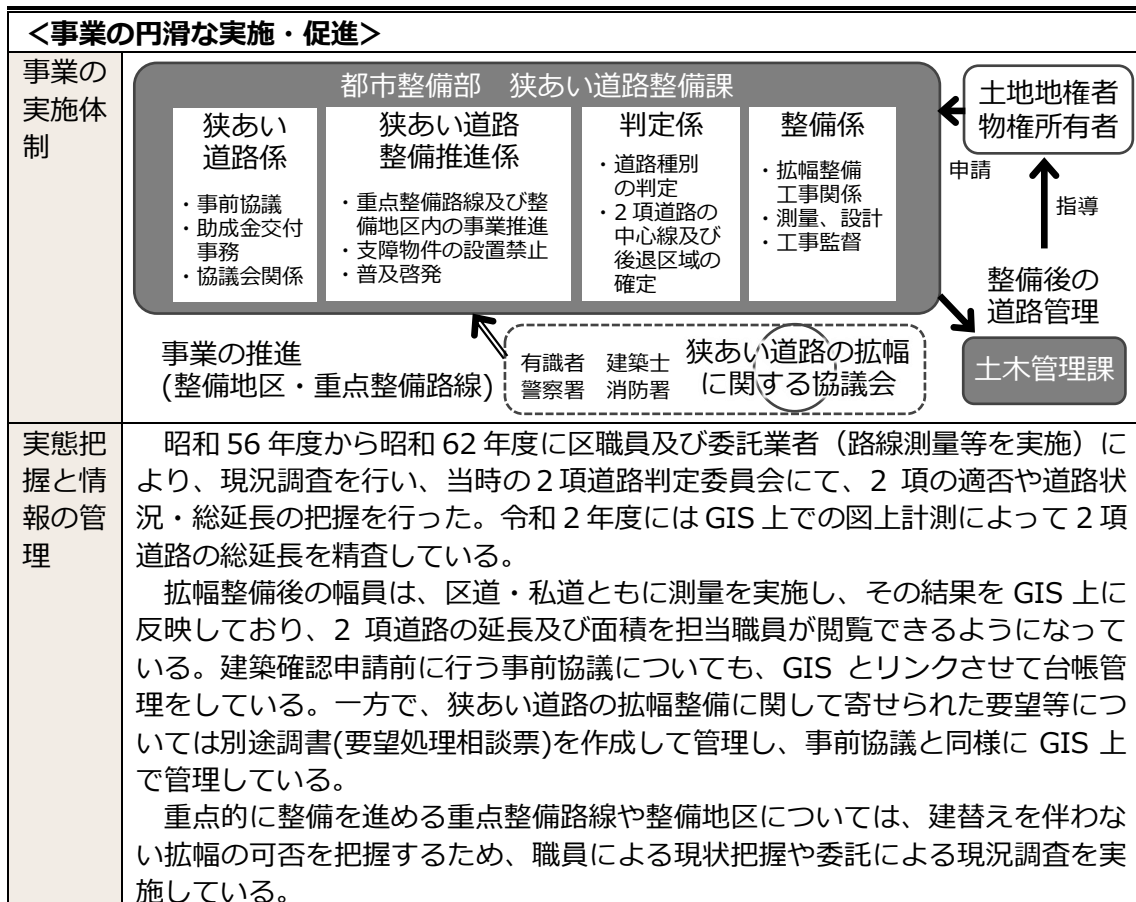 <事業の円滑な実施・促進>
事業の
実施体
制
都市整備部 狭あい道路整備課
狭あい
道路係
・事前協議
・助成金交付
事務
・協議会関係
狭あい道路
整備推進係
・重点整備路線及び整
備地区内の事業推進
・支障物件の設置禁止
・普及啓発
判定係
・道路種別
の判定
・2項道路の
中心線及び
後退区域の
確定
整備係
・拡幅整備
工事関係
・測量、設計
・工事監督
土地地権者
物権所有者
申請
指導
整備後の
道路管理
土木管理課
事業の推進
(整備地区・重点整備路線)
有識者 建築士
警察署 消防署
狭あい道路の拡幅
に関する協議会
実態把
握と情
報の管
理
昭和 56 年度から昭和 62 年度に区職員及び委託業者（路線測量等を実施）に
より、現況調査を行い、当時の２項道路判定委員会にて、2 項の適否や道路状
況・総延長の把握を行った。令和 2 年度には GIS 上での図上計測によって 2 項
道路の総延長を精査している。
拡幅整備後の幅員は、区道・私道ともに測量を実施し、その結果を GIS 上に
反映しており、2 項道路の延長及び面積を担当職員が閲覧できるようになって
いる。建築確認申請前に行う事前協議についても、GIS とリンクさせて台帳管
理をしている。一方で、狭あい道路の拡幅整備に関して寄せられた要望等につ
いては別途調書(要望処理相談票)を作成して管理し、事前協議と同様に GIS 上
で管理している。
重点的に整備を進める重点整備路線や整備地区については、建替えを伴わな
い拡幅の可否を把握するため、職員による現状把握や委託による現況調査を実
施している。